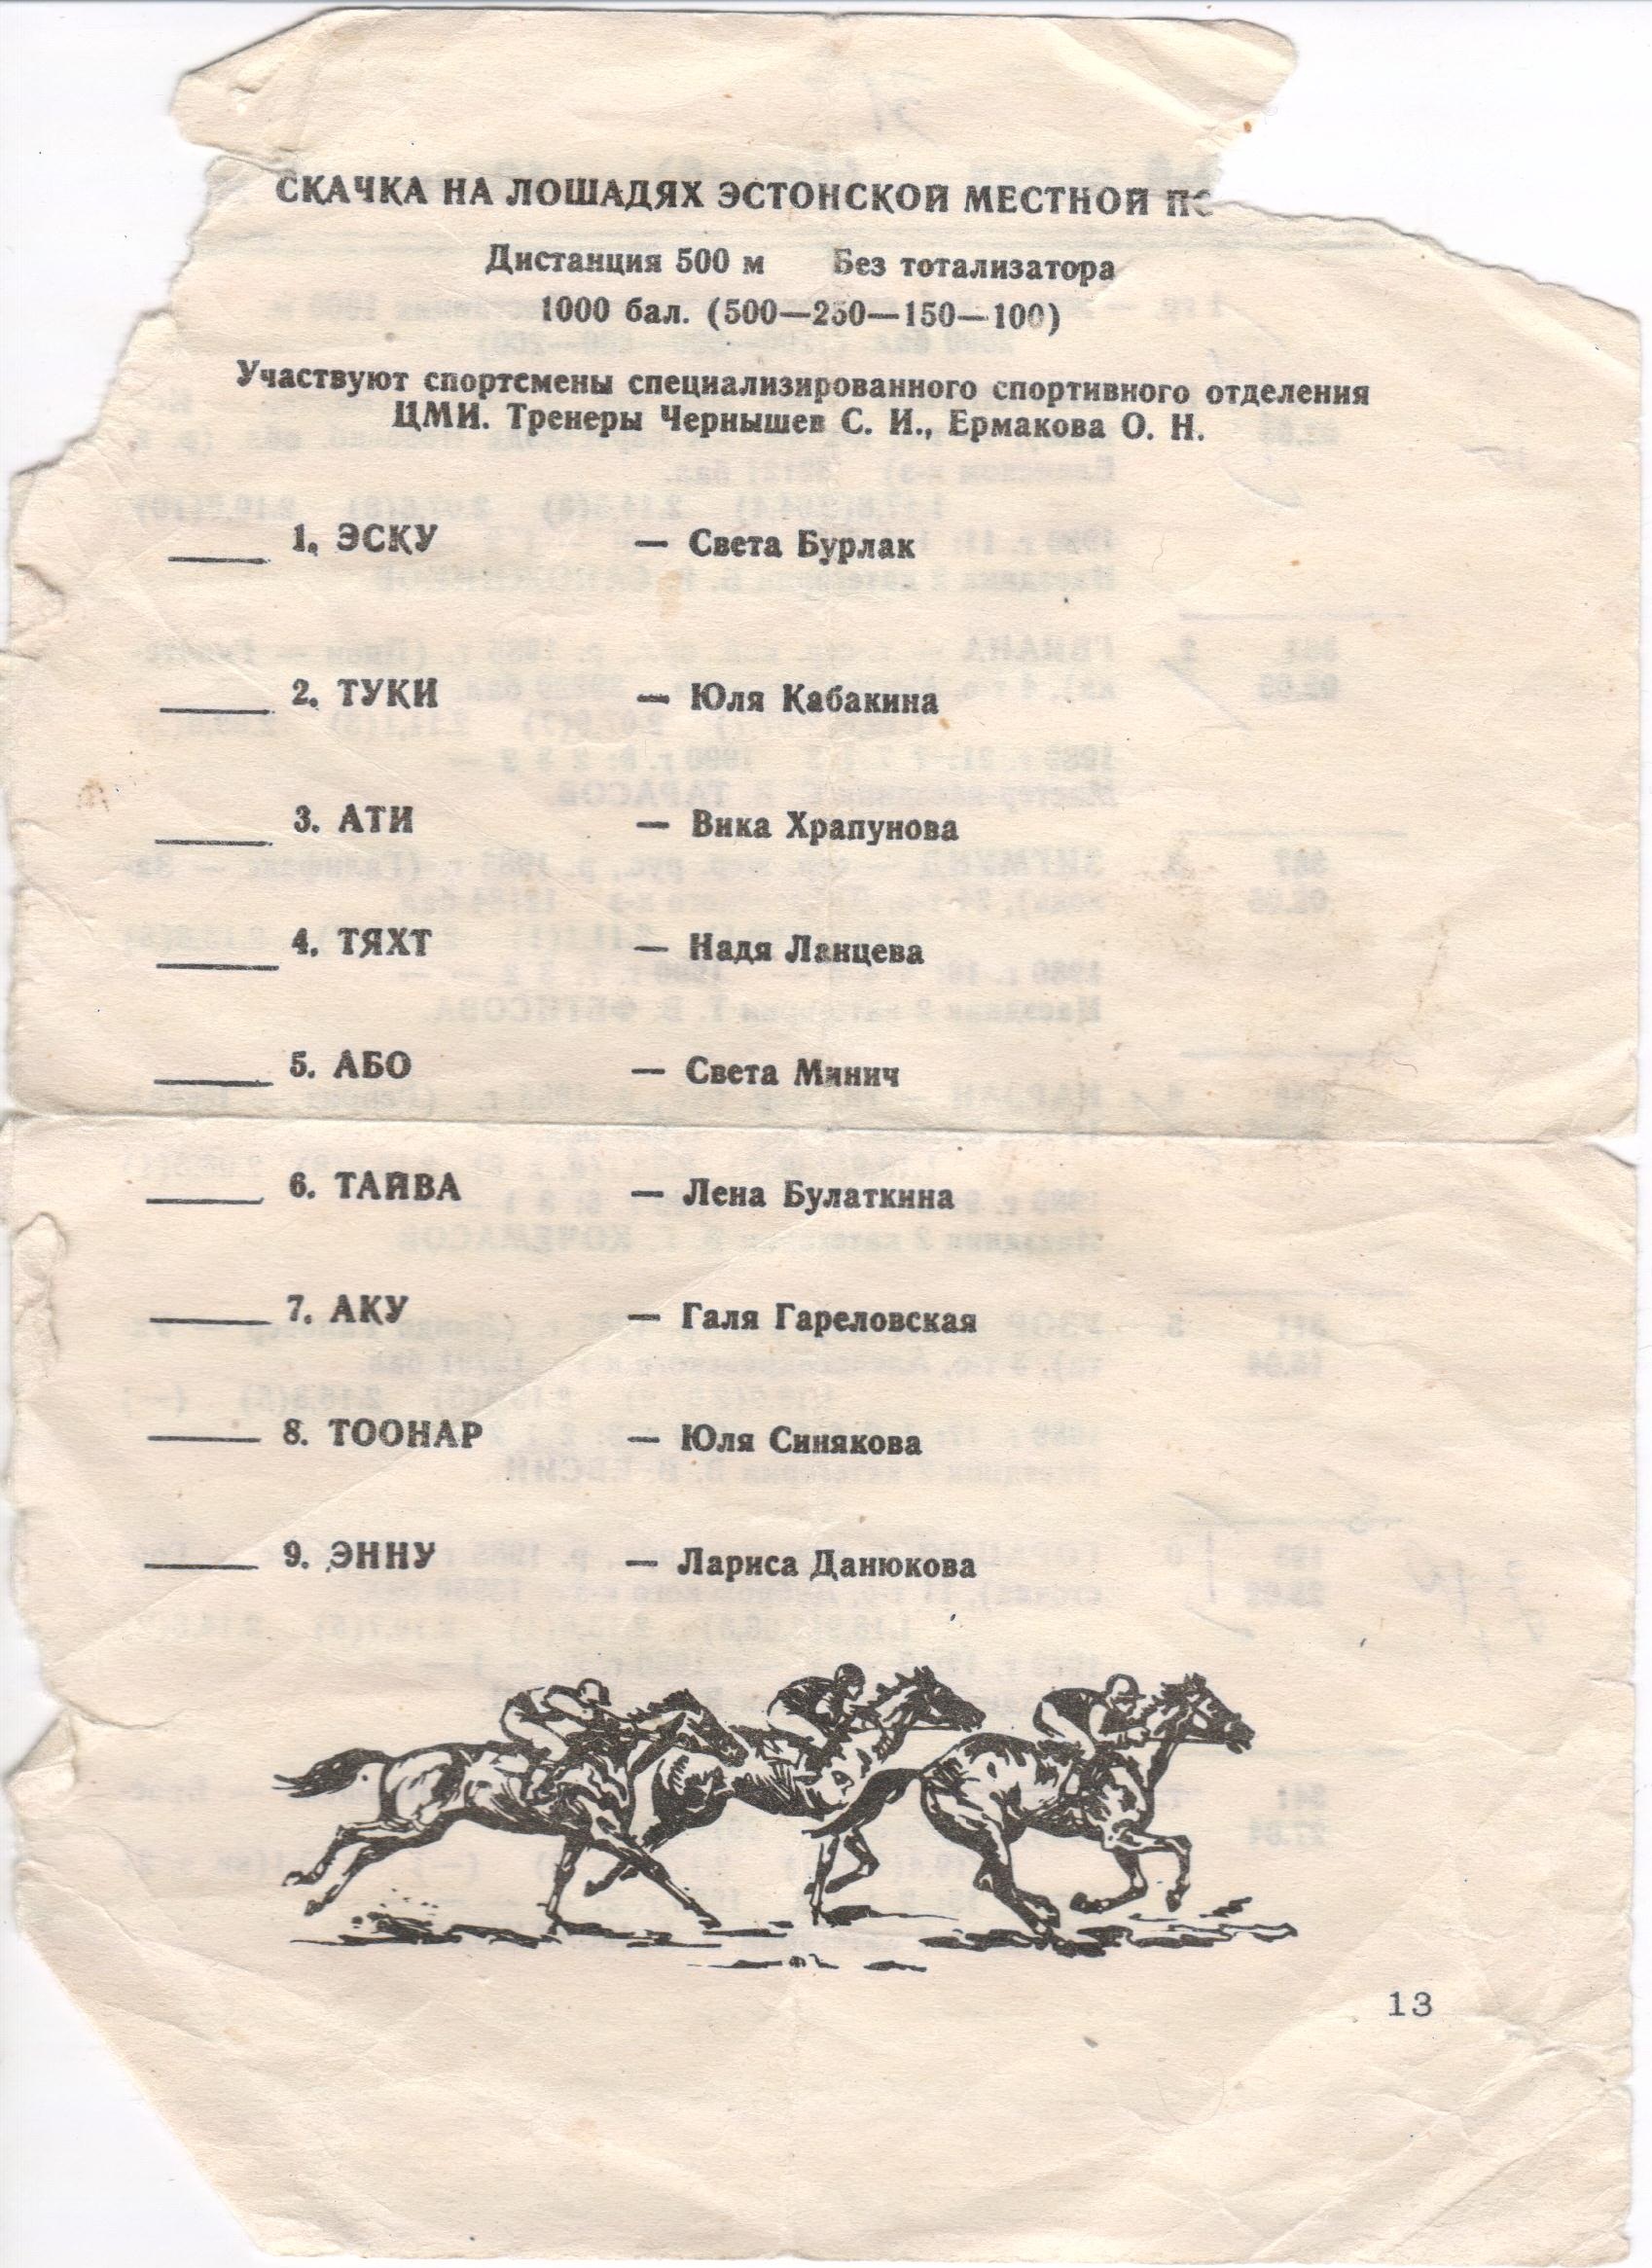 СКАЧКА НА ЛОШАДЯХ ЭСТОНСКОЙ МЕСТНОЙ
Дистанция 500 м Без тотализатора
1000 бал. (500—250—150—100)
Участвуют спортсмены специализированного спортивного отделения
ЦМИ. Тренеры Чернышев С. И., Ермакова О. Н.
1. ЭСКУ — Света Бурлак
2. ТУКИ — Юля Кабакина
3. АТИ — Вика Храпунова
4. ТЯХТ — Надя Ланцева
5. АБО — Света Минич
6. ТАЙВА — Лена Булаткина
7. АКУ — Галя Гареловская
8. ТООНАР — Юля Синякова
9. ЭННУ — Лариса Данюкова
13